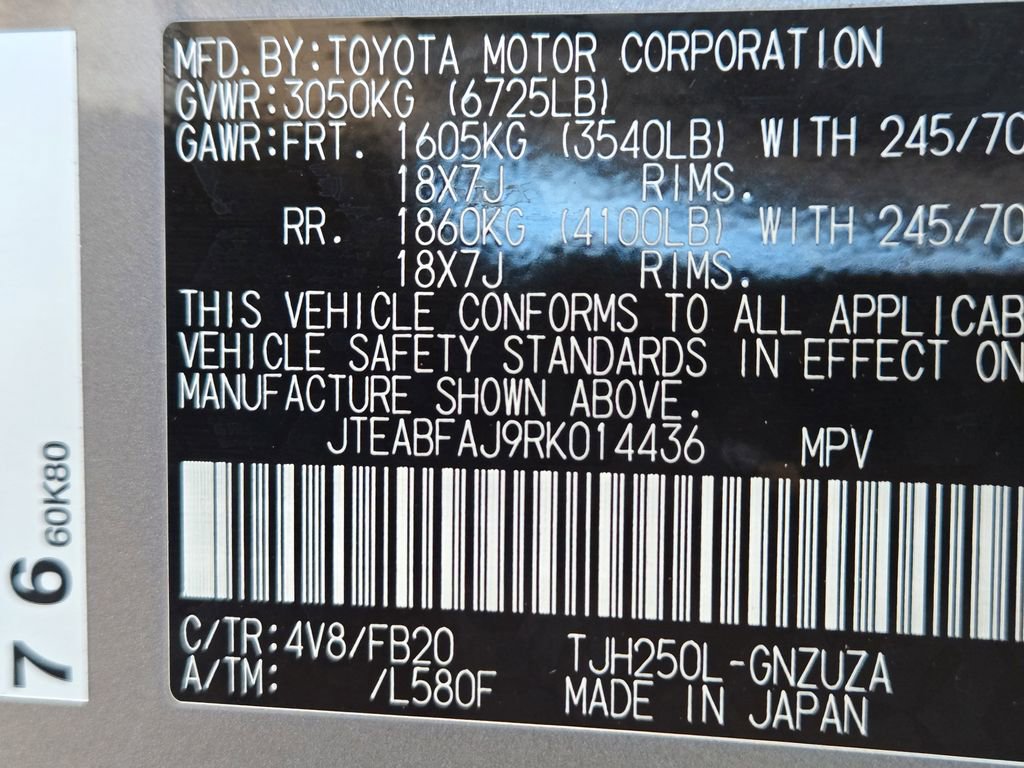 MFD. BY: TOYOTA MOTOR CORPORATION
GVWR: 3050KG (6725LB)
GAWR: FRT. 1605KG (3540LB) WITH 245/70
18X7J RIMS.
RR. 1860KG (4100LB) WITH 245/70
18X7J RIMS.
THIS VEHICLE CONFORMS TO ALL APPLICAB
VEHICLE SAFETY STANDARDS IN EFFECT ON
MANUFACTURE SHOWN ABOVE.
JTEABFAJ9RK014436 MPV
C/TR: 4V8/FB20 TJH250L-GNZUZA
A/TM: /L580F MADE IN JAPAN
76 60K80